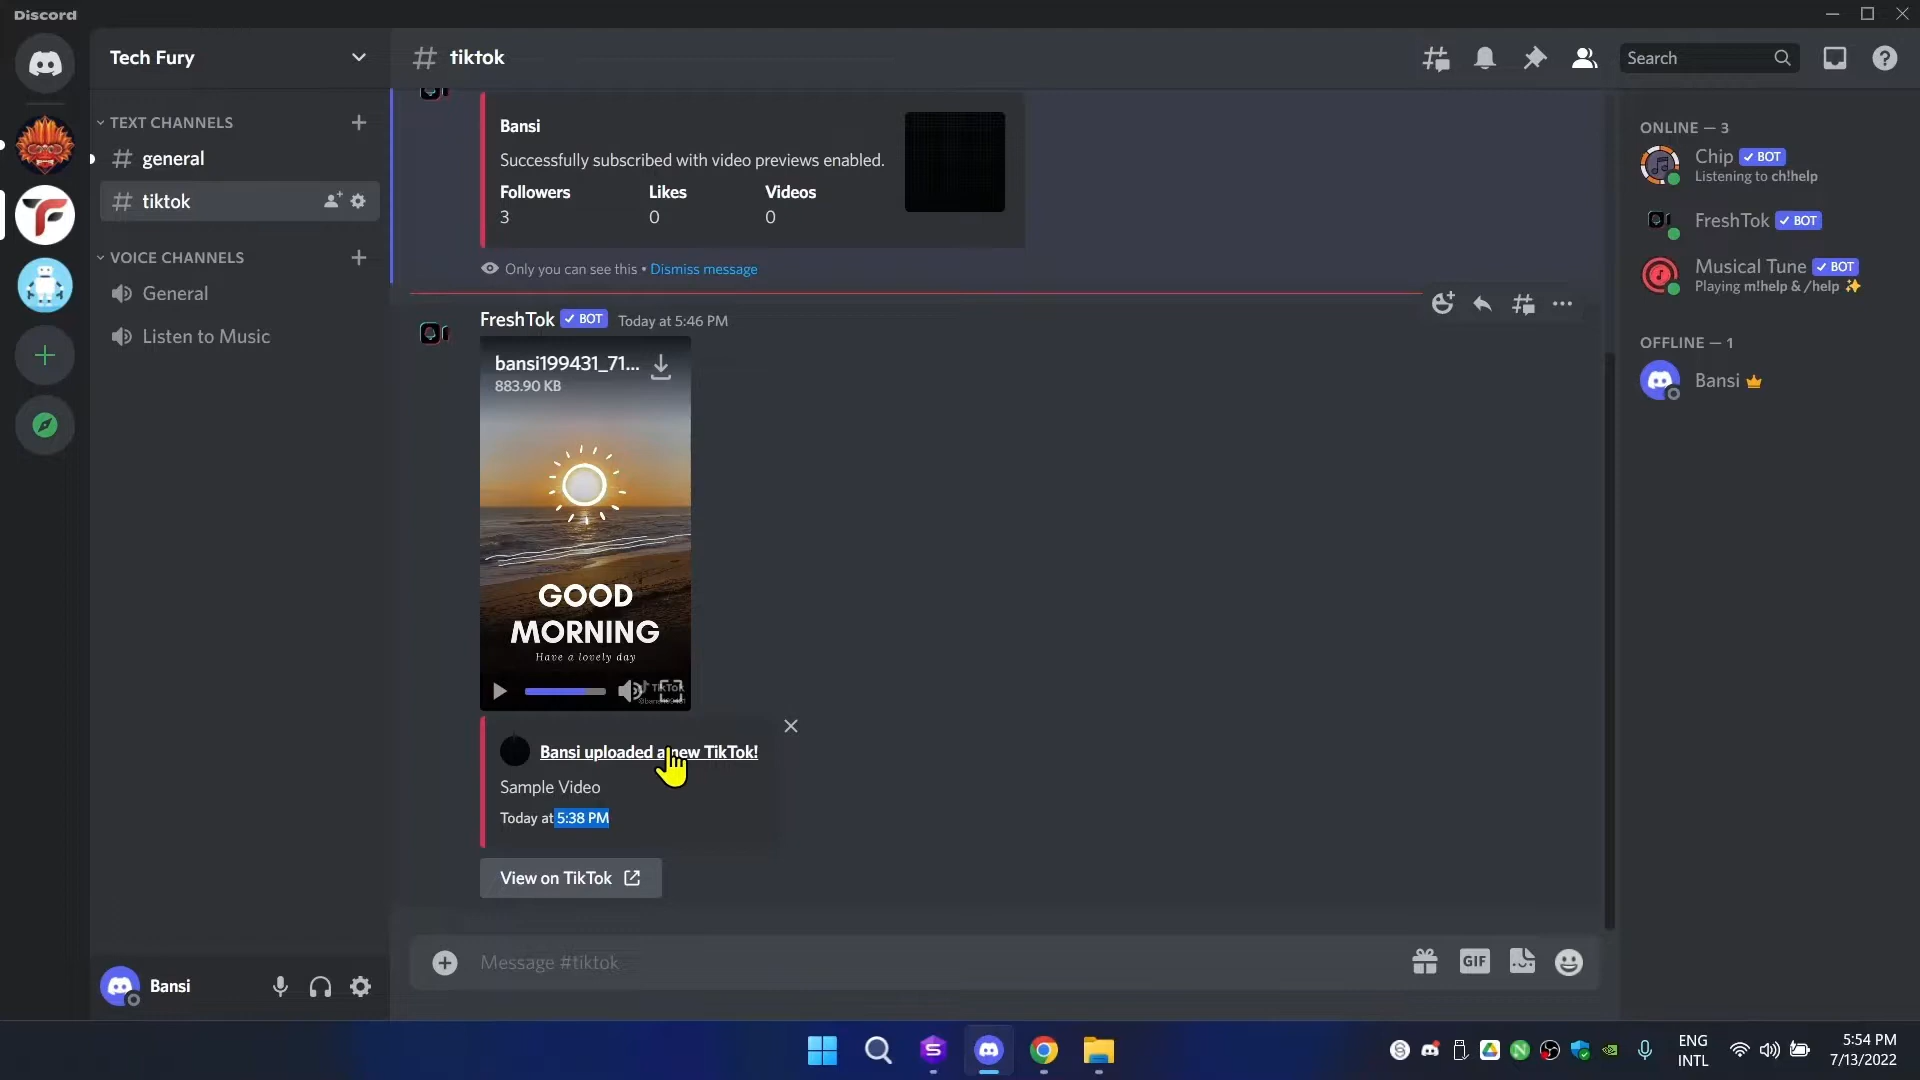 Discord
Tech Fury
TEXT CHANNELS
general
tiktok
VOICE CHANNELS
General
Listen to Music
Bansi
tiktok
Search
Bansi
Successfully subscribed with video previews enabled.
Followers Likes Videos
3 0 0
Only you can see this • Dismiss message
FreshTok ✓ BOT Today at 5:46 PM
bansi199431_71...
883.90 KB
GOOD
MORNING
Have a lovely day
TikTok
Bansi uploaded a new TikTok!
Sample Video
Today at 5:38 PM
View on TikTok
Message #tiktok
GIF
ONLINE — 3
Chip ✓ BOT
Listening to ch!help
FreshTok ✓ BOT
Musical Tune ✓ BOT
Playing m!help & /help ✨
OFFLINE — 1
Bansi
ENG
INTL
5:54 PM
7/13/2022